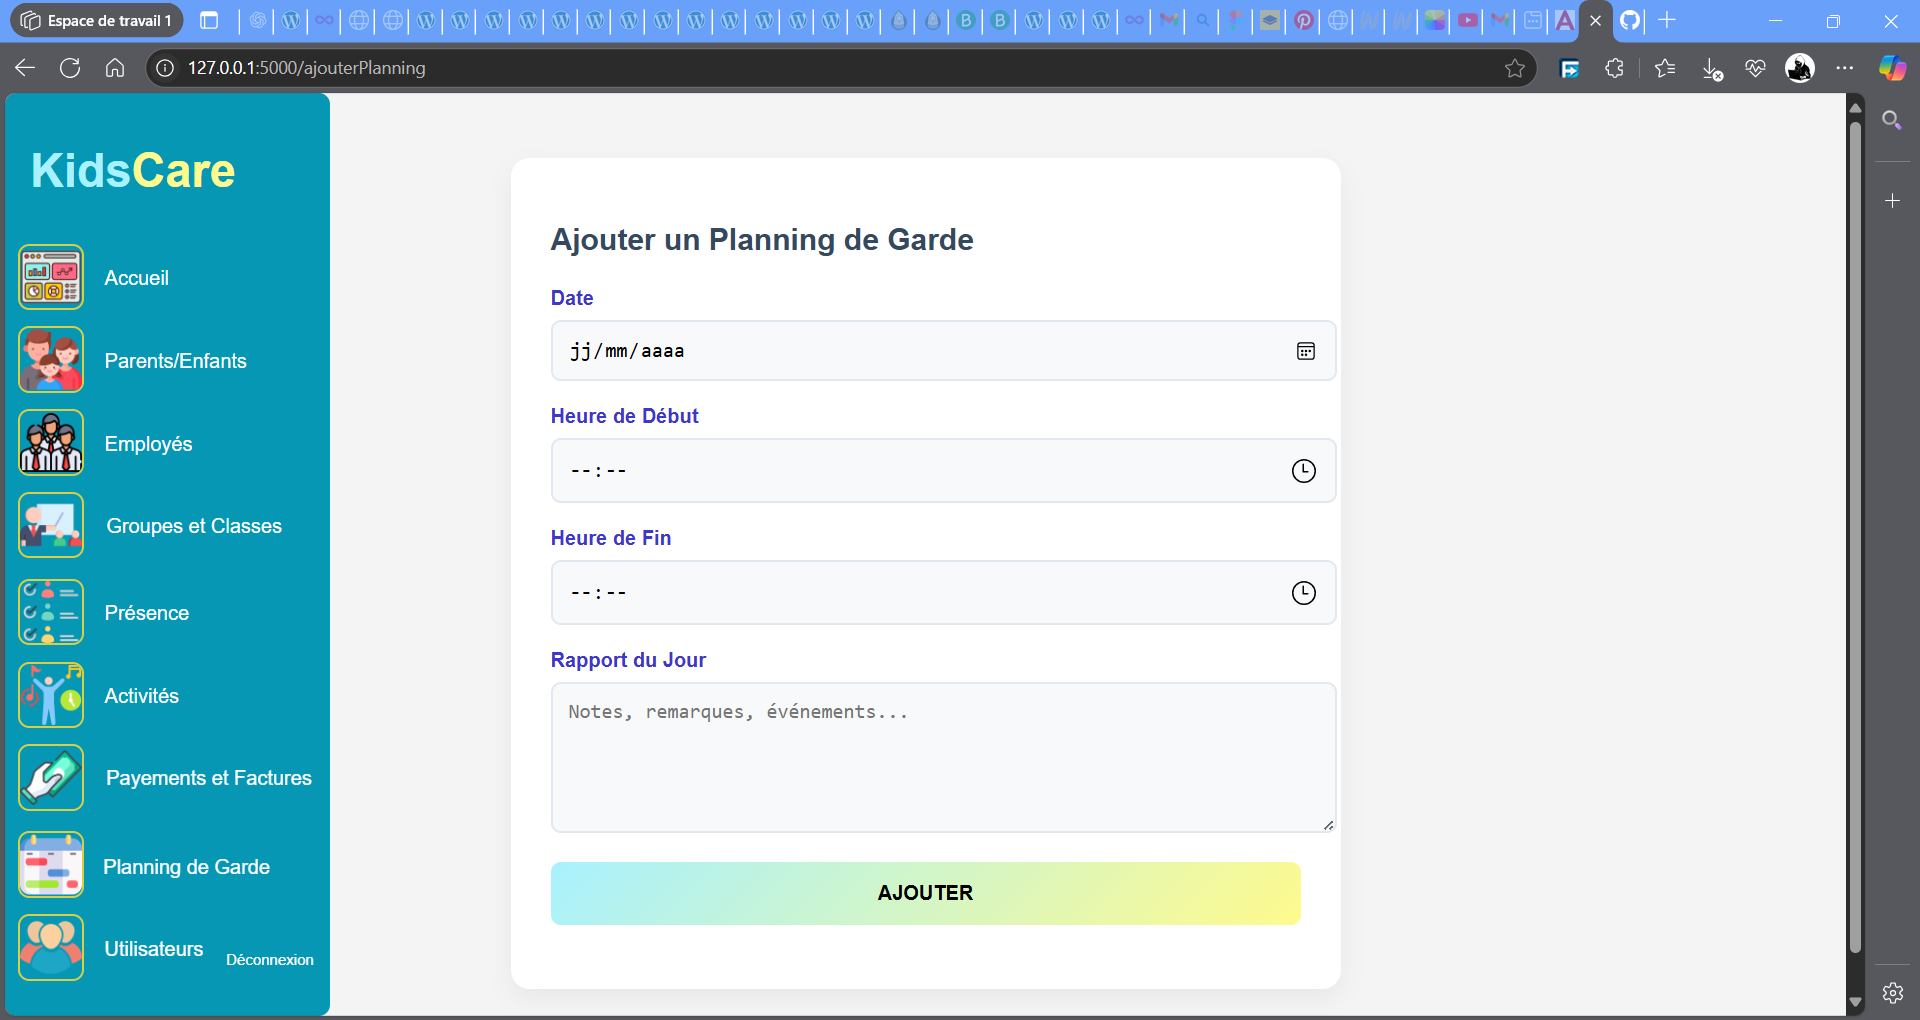 Espace de travail 1
127.0.0.1:5000/ajouterPlanning
KidsCare
Accueil
Parents/Enfants
Employés
Groupes et Classes
Présence
Activités
Payements et Factures
Planning de Garde
Utilisateurs
Déconnexion
Ajouter un Planning de Garde
Date
jj/mm/aaaa
Heure de Début
--:--
Heure de Fin
--:--
Rapport du Jour
Notes, remarques, événements...
AJOUTER